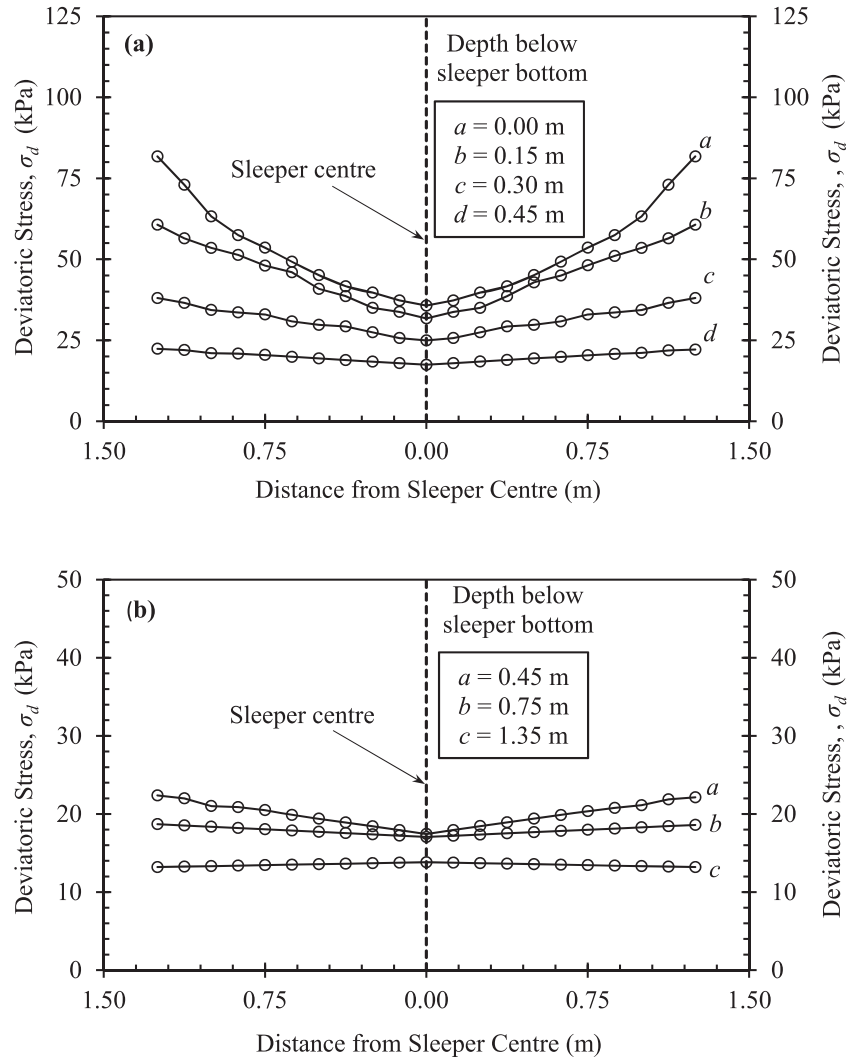 (a)
Depth below
sleeper bottom
a = 0.00 m
b = 0.15 m
c = 0.30 m
d = 0.45 m
Sleeper centre
a
b
c
d
125
100
75
50
25
0
125
100
75
50
25
0
Deviatoric Stress, σd (kPa)
Deviatoric Stress, , σd (kPa)
1.50 0.75 0.00 0.75 1.50
Distance from Sleeper Centre (m)
(b)
Depth below
sleeper bottom
a = 0.45 m
b = 0.75 m
c = 1.35 m
Sleeper centre
a
b
c
50
40
30
20
10
0
50
40
30
20
10
0
Deviatoric Stress, σd (kPa)
Deviatoric Stress, , σd (kPa)
1.50 0.75 0.00 0.75 1.50
Distance from Sleeper Centre (m)